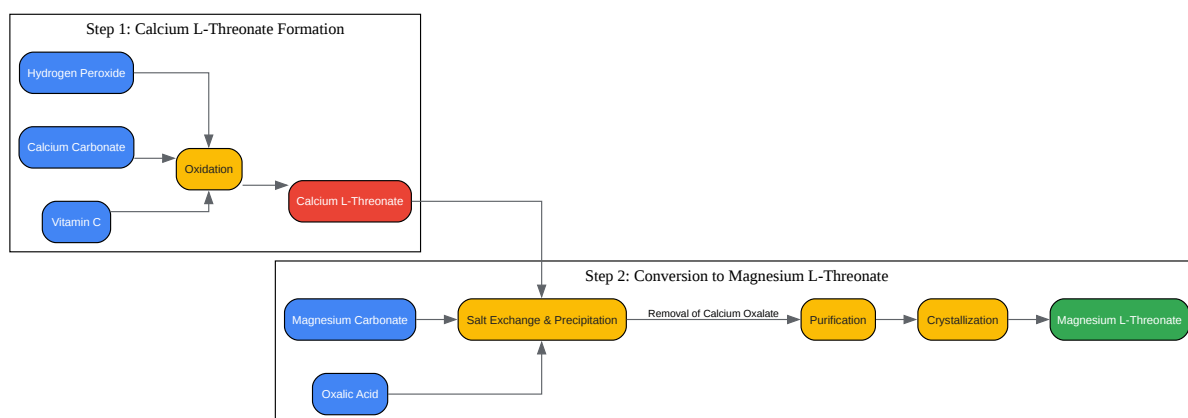 Step 1: Calcium L-Threonate Formation
Hydrogen Peroxide
Calcium Carbonate
Oxidation
Calcium L-Threonate
Vitamin C
Step 2: Conversion to Magnesium L-Threonate
Magnesium Carbonate
Salt Exchange & Precipitation
Removal of Calcium Oxalate
Purification
Crystallization
Magnesium L-Threonate
Oxalic Acid